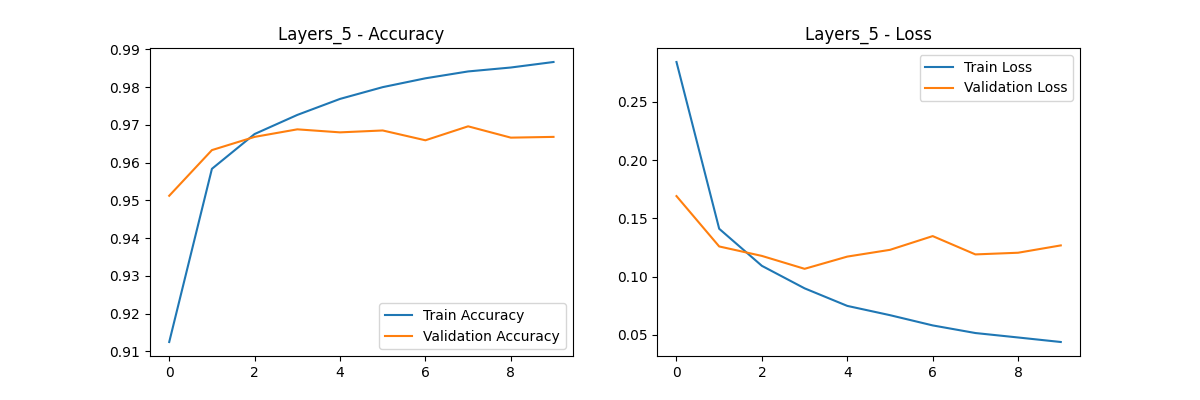 Layers_5 - Accuracy
0.99
0.98
0.97
0.96
0.95
0.94
0.93
0.92
0.91
0 2 4 6 8
Train Accuracy
Validation Accuracy
Layers_5 - Loss
0.25
0.20
0.15
0.10
0.05
0 2 4 6 8
Train Loss
Validation Loss